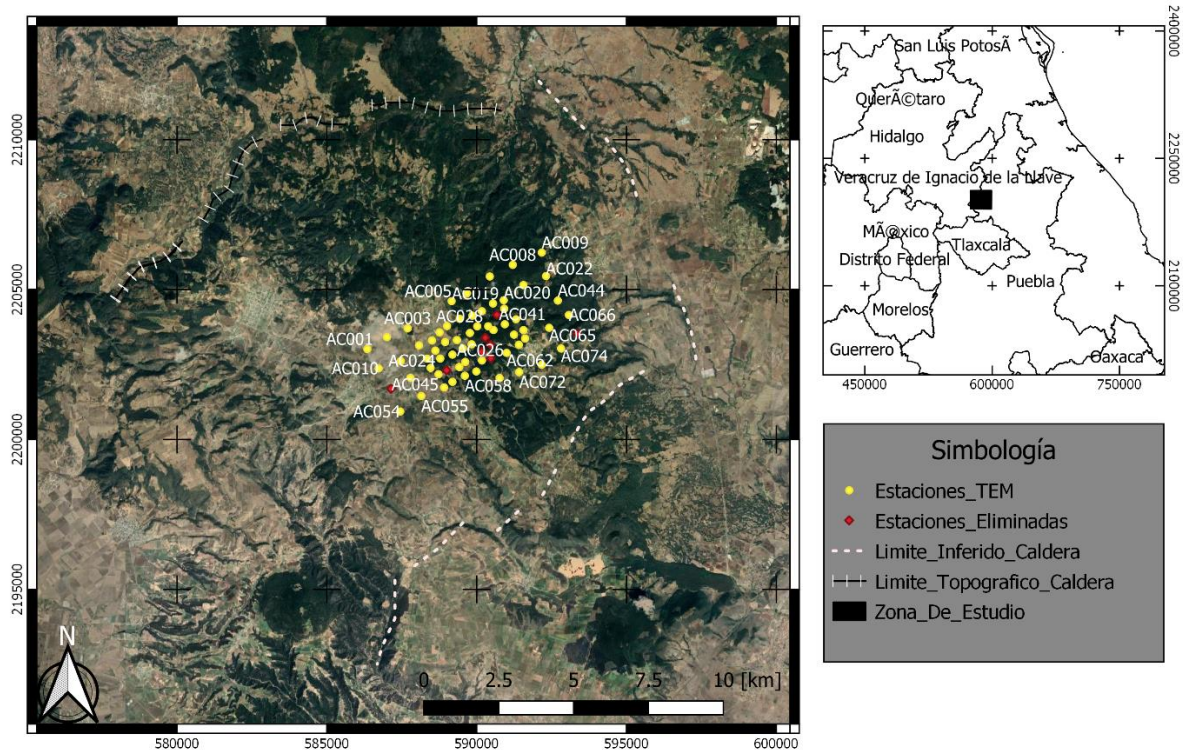 2210000
2205000
2200000
2195000
580000
585000
590000
595000
600000
AC009
AC008
AC022
AC005
AC019
AC020
AC044
AC003
AC028
AC041
AC066
AC001
AC065
AC010
AC024
AC026
AC062
AC074
AC045
AC058
AC072
AC054
AC055
N
0 2.5 5 7.5 10 [km]
San Luis PotosÃ
QuerÃ©taro
Hidalgo
Veracruz de Ignacio de la Nave
MÃ©xico
Tlaxcala
Distrito Federal
Puebla
Morelos
Guerrero
Oaxaca
2400000
2250000
2100000
450000
600000
750000
Simbología
Estaciones_TEM
Estaciones_Eliminadas
Limite_Inferido_Caldera
Limite_Topografico_Caldera
Zona_De_Estudio